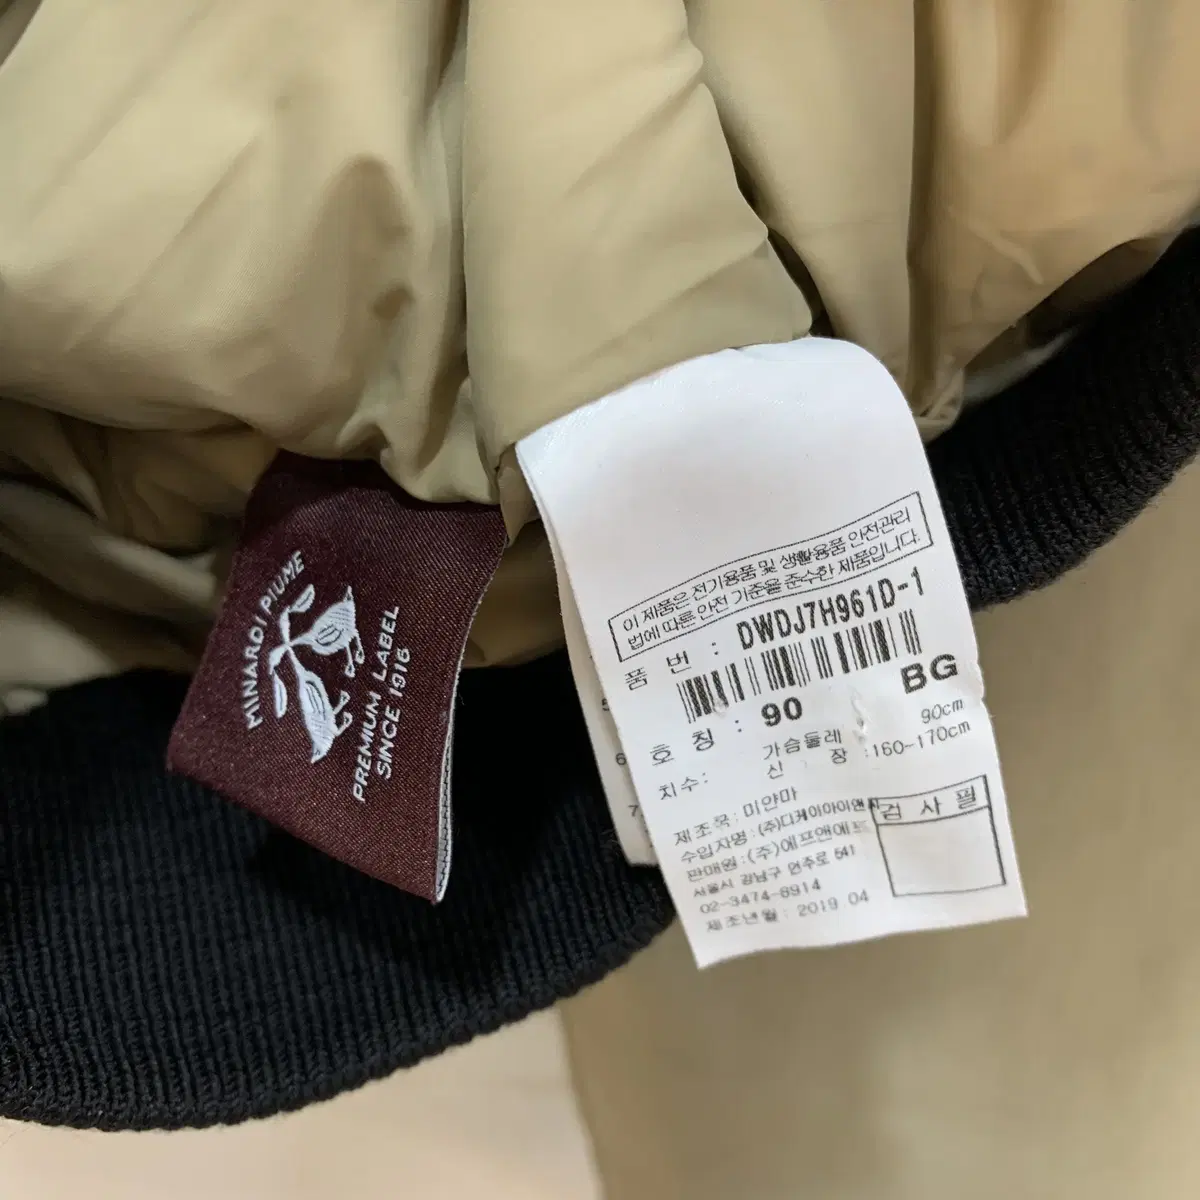 MINARDI PIUME
PREMIUM LABEL
SINCE 1916
이 제품은 전기용품 및 생활용품 안전관리
법에 따른 안전 기준을 준수한 제품입니다.
품 번 : DWDJ7H961D-1
BG
호 칭 : 90
치수: 가슴둘레 90cm
신 장 :160-170cm
제조국: 미얀마
수입자명: (주)디케이아이앤지
판매원: (주)에프앤에프
서울시 강남구 언주로 541
02-3474-8914
제조년월: 2019.04
검 사 필
5
6
7